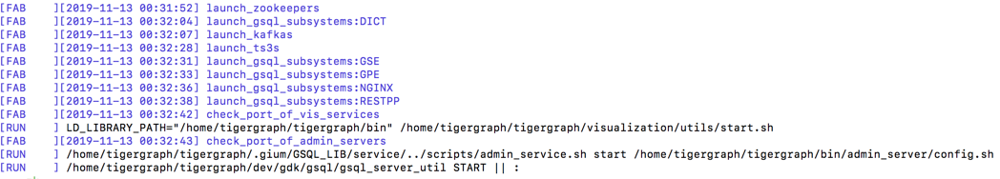 [FAB     ][2019-11-13 00:31:52] launch_zookeepers
[FAB     ][2019-11-13 00:32:04] launch_gsql_subsystems:DICT
[FAB     ][2019-11-13 00:32:07] launch_kafkas
[FAB     ][2019-11-13 00:32:28] launch_ts3s
[FAB     ][2019-11-13 00:32:31] launch_gsql_subsystems:GSE
[FAB     ][2019-11-13 00:32:33] launch_gsql_subsystems:GPE
[FAB     ][2019-11-13 00:32:36] launch_gsql_subsystems:NGINX
[FAB     ][2019-11-13 00:32:38] launch_gsql_subsystems:RESTPP
[FAB     ][2019-11-13 00:32:42] check_port_of_vis_services
[RUN     ] LD_LIBRARY_PATH="/home/tigergraph/tigergraph/bin" /home/tigergraph/tigergraph/visualization/utils/start.sh
[FAB     ][2019-11-13 00:32:43] check_port_of_admin_servers
[RUN     ] /home/tigergraph/tigergraph/.gium/GSQL_LIB/service/../scripts/admin_service.sh start /home/tigergraph/tigergraph/bin/admin_server/config.sh
[RUN     ] /home/tigergraph/tigergraph/dev/gdk/gsql/gsql_server_util START || :